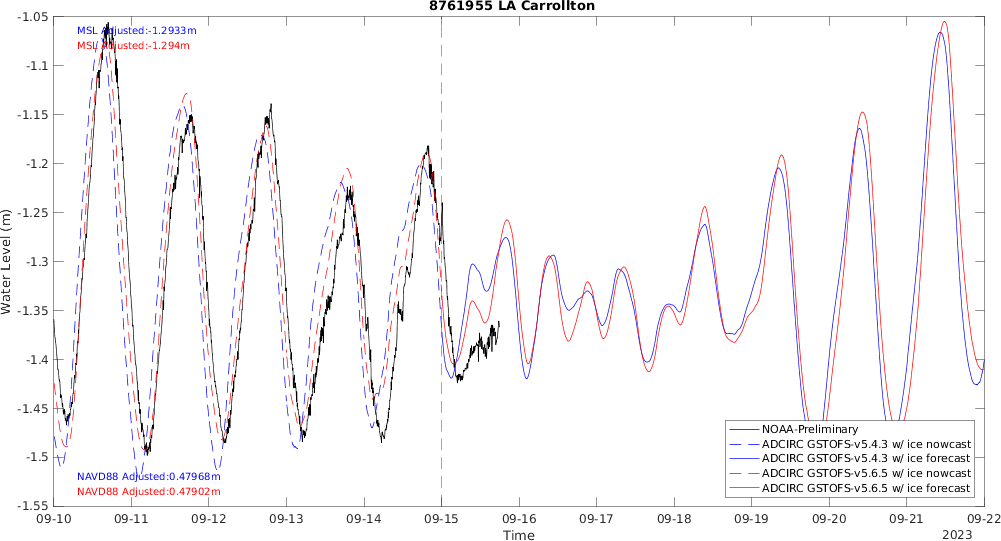 8761955 LA Carrollton
-1.05
MSL Adjusted:-1.2933m
MSL Adjusted:-1.294m
-1.1
-1.15
-1.2
-1.25
-1.3
-1.35
-1.4
-1.45
-1.5
-1.55
Water Level (m)
NAVD88 Adjusted:0.47968m
NAVD88 Adjusted:0.47902m
NOAA-Preliminary
ADCIRC GSTOFS-v5.4.3 w/ ice nowcast
ADCIRC GSTOFS-v5.4.3 w/ ice forecast
ADCIRC GSTOFS-v5.6.5 w/ ice nowcast
ADCIRC GSTOFS-v5.6.5 w/ ice forecast
09-10 09-11 09-12 09-13 09-14 09-15 09-16 09-17 09-18 09-19 09-20 09-21 09-22
Time
2023